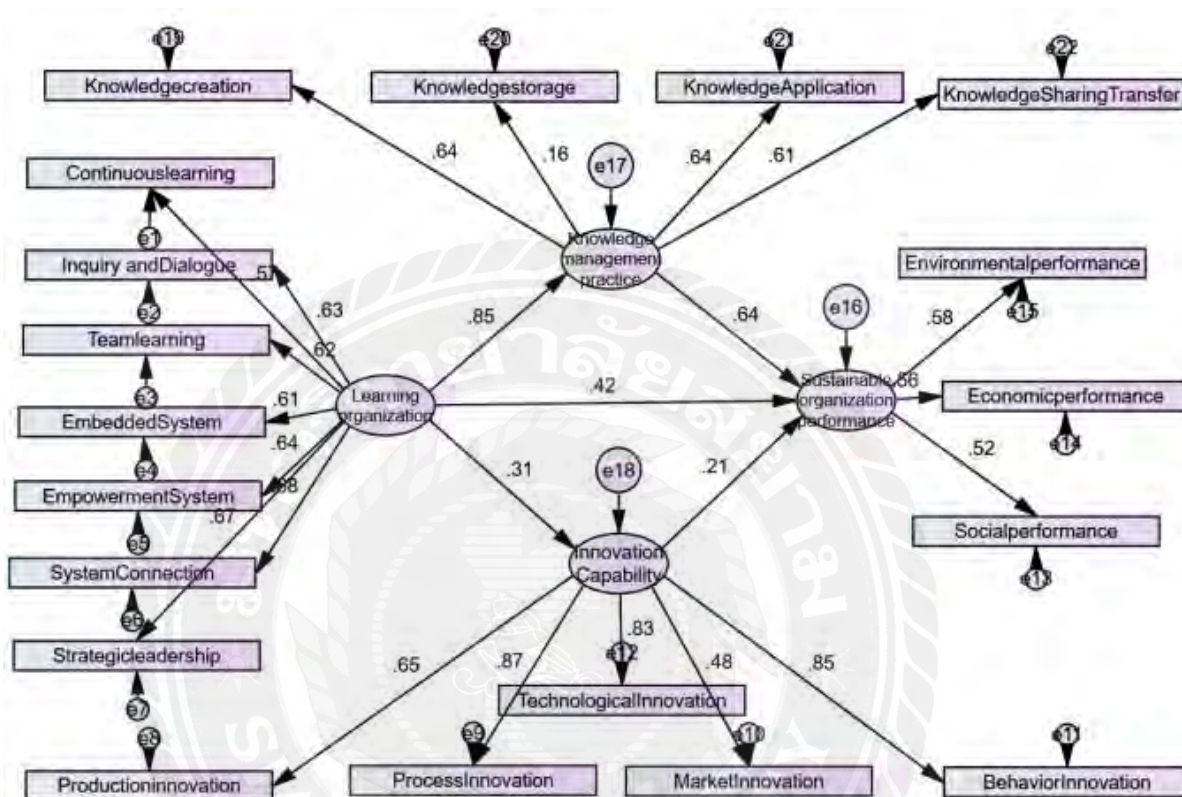 e19
e20
e21
e22
Knowledgecreation
Knowledgestorage
KnowledgeApplication
KnowledgeSharingTransfer
.64
.16
.64
.61
e17
Continuouslearning
e1
Inquiry andDialogue
Knowledge
management
practice
Environmentalperformance
.63
e2
.85
.64
e16
.58
e15
Teamlearning
.62
e3
Learning
organization
.42
Sustainable
organization
performance
.56
Economicperformance
EmbeddedSystem
.61
e4
.64
e14
.31
e18
.21
.52
EmpowermentSystem
.67
e5
Innovation
Capability
Socialperformance
SystemConnection
e13
e6
Strategicleadership
.65
.87
.83
e12
.48
.85
e7
TechnologicalInnovation
e8
e9
e10
e11
Productioninnovation
ProcessInnovation
MarketInnovation
BehaviorInnovation